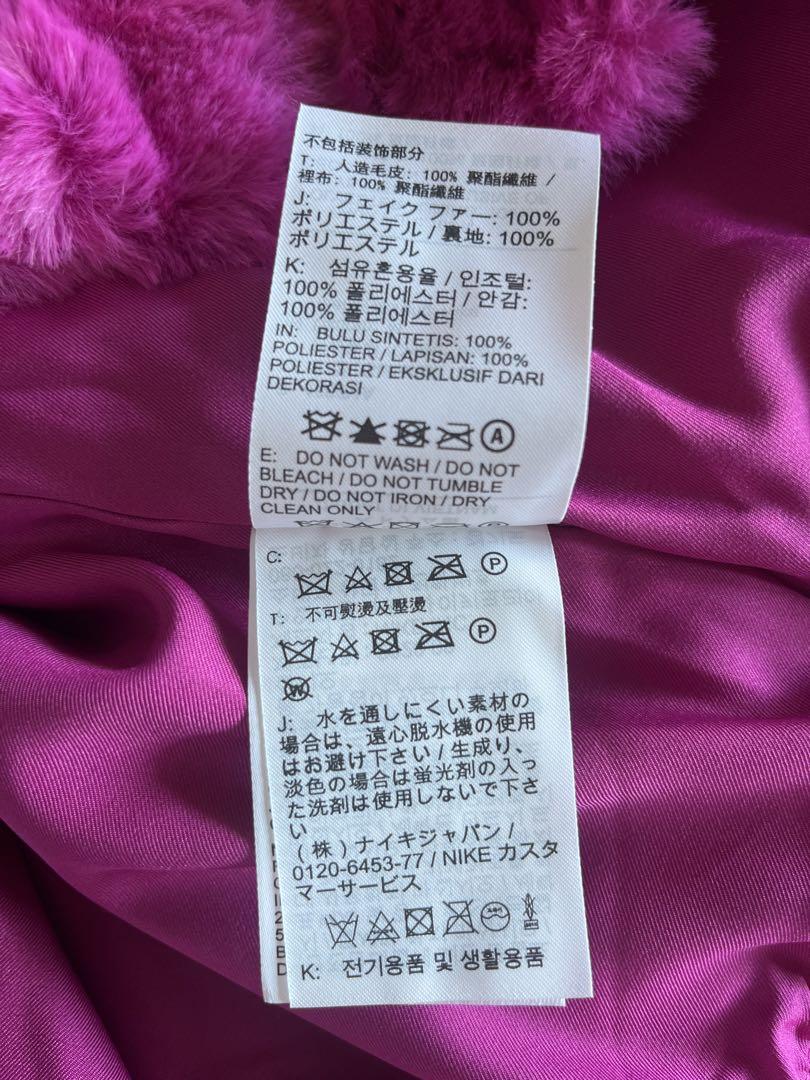 不包括装饰部分
T: 人造毛皮: 100% 聚酯纖維 /
裡布: 100% 聚酯纖維
J: フェイク ファー: 100%
ポリエステル / 裏地: 100%
ポリエステル
K: 섬유혼용율 / 인조털:
100% 폴리에스터 / 안감:
100% 폴리에스터
IN: BULU SINTETIS: 100%
POLIESTER / LAPISAN: 100%
POLIESTER / EKSKLUSIF DARI
DEKORASI
A
E: DO NOT WASH / DO NOT
BLEACH / DO NOT TUMBLE
DRY / DO NOT IRON / DRY
CLEAN ONLY
C:
P
T: 不可熨燙及壓燙
P
W
J: 水を通しにくい素材の
場合は、遠心脱水機の使用
はお避け下さい / 生成り、
淡色の場合は蛍光剤の入っ
た洗剤は使用しないで下さ
い
(株)ナイキジャパン /
0120-6453-77 / NIKE カスタ
マーサービス
K: 전기용품 및 생활용품